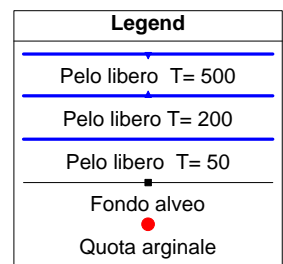 Legend
Pelo libero T= 500
Pelo libero T= 200
Pelo libero T= 50
Fondo alveo
Quota arginale